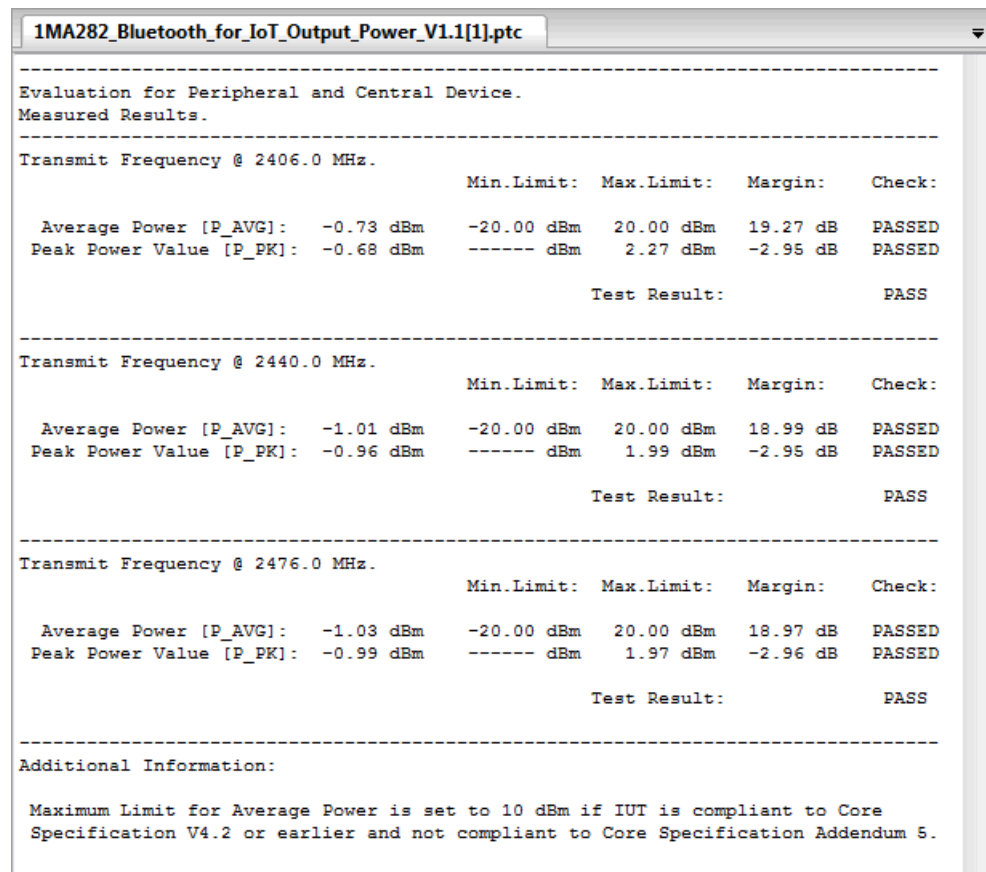 1MA282_Bluetooth_for_IoT_Output_Power_V1.1[1].ptc
--------------------------------------------------------------------------------
Evaluation for Peripheral and Central Device.
Measured Results.
--------------------------------------------------------------------------------
Transmit Frequency @ 2406.0 MHz.
Min.Limit: Max.Limit: Margin: Check:
Average Power [P_AVG]: -0.73 dBm -20.00 dBm 20.00 dBm 19.27 dB PASSED
Peak Power Value [P_PK]: -0.68 dBm ------ dBm 2.27 dBm -2.95 dB PASSED
Test Result: PASS
--------------------------------------------------------------------------------
Transmit Frequency @ 2440.0 MHz.
Min.Limit: Max.Limit: Margin: Check:
Average Power [P_AVG]: -1.01 dBm -20.00 dBm 20.00 dBm 18.99 dB PASSED
Peak Power Value [P_PK]: -0.96 dBm ------ dBm 1.99 dBm -2.95 dB PASSED
Test Result: PASS
--------------------------------------------------------------------------------
Transmit Frequency @ 2476.0 MHz.
Min.Limit: Max.Limit: Margin: Check:
Average Power [P_AVG]: -1.03 dBm -20.00 dBm 20.00 dBm 18.97 dB PASSED
Peak Power Value [P_PK]: -0.99 dBm ------ dBm 1.97 dBm -2.96 dB PASSED
Test Result: PASS
--------------------------------------------------------------------------------
Additional Information:
Maximum Limit for Average Power is set to 10 dBm if IUT is compliant to Core
Specification V4.2 or earlier and not compliant to Core Specification Addendum 5.